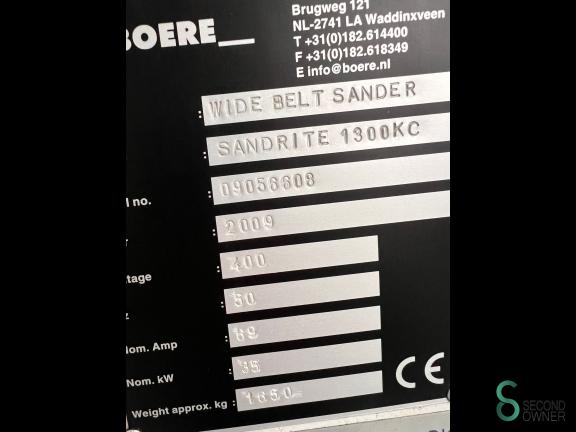 Brugweg 121
BOERE__ NL-2741 LA Waddinxveen
T +31(0)182.614400
F +31(0)182.618349
E info@boere.nl
: WIDE BELT SANDER
: SANDRITE 1300KC
l no. : 09056608
r : 2009
tage : 400
z : 50
Nom. Amp : 69
Nom. kW : 35
Weight approx. kg : 1650
CE
SECOND
OWNER